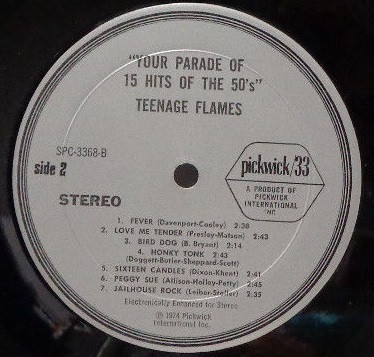 "YOUR PARADE OF
15 HITS OF THE 50's"
TEENAGE FLAMES
SPC-3368-B
side 2
STEREO
pickwick/33
A PRODUCT OF
PICKWICK
INTERNATIONAL
INC.
1. FEVER (Davenport-Cooley) 2:38
2. LOVE ME TENDER (Presley-Matson) 2:43
3. BIRD DOG (B. Bryant) 2:14
4. HONKY TONK 2:43
(Doggett-Butler-Sheppard-Scott)
5. SIXTEEN CANDLES (Dixon-Khent) 2:41
6. PEGGY SUE (Allison-Holley-Petty) 2:45
7. JAILHOUSE ROCK (Leiber-Stoller) 2:35
Electronically Enhanced for Stereo
℗ 1974 Pickwick
International Inc.